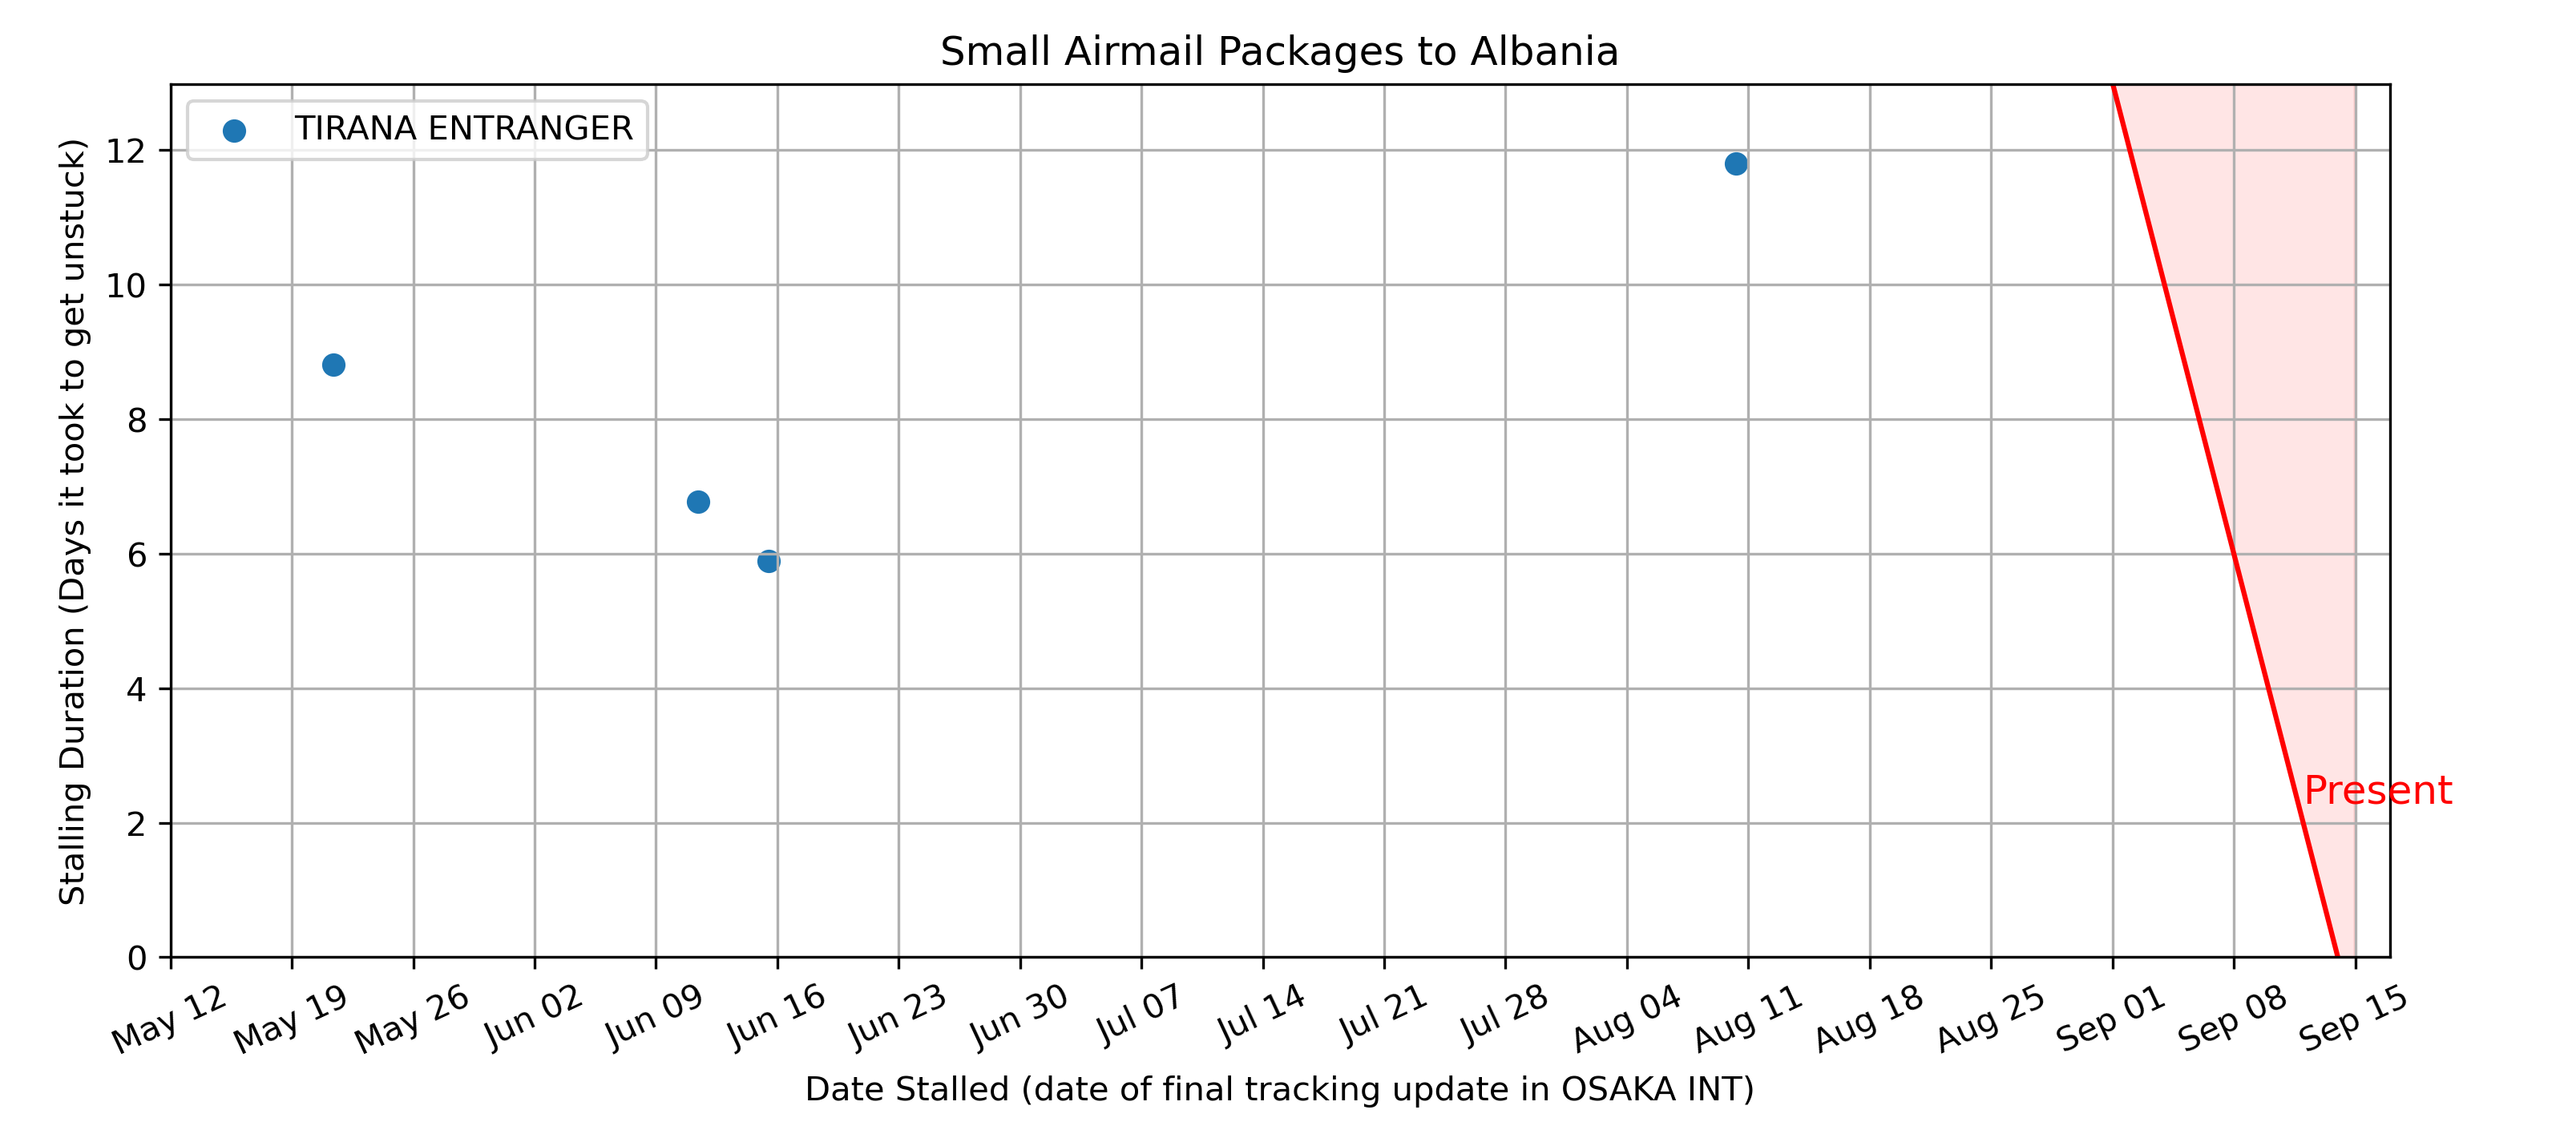 Small Airmail Packages to Albania
TIRANA ENTRANGER
Stalling Duration (Days it took to get unstuck)
12
10
8
6
4
2
0
Present
May 12
May 19
May 26
Jun 02
Jun 09
Jun 16
Jun 23
Jun 30
Jul 07
Jul 14
Jul 21
Jul 28
Aug 04
Aug 11
Aug 18
Aug 25
Sep 01
Sep 08
Sep 15
Date Stalled (date of final tracking update in OSAKA INT)